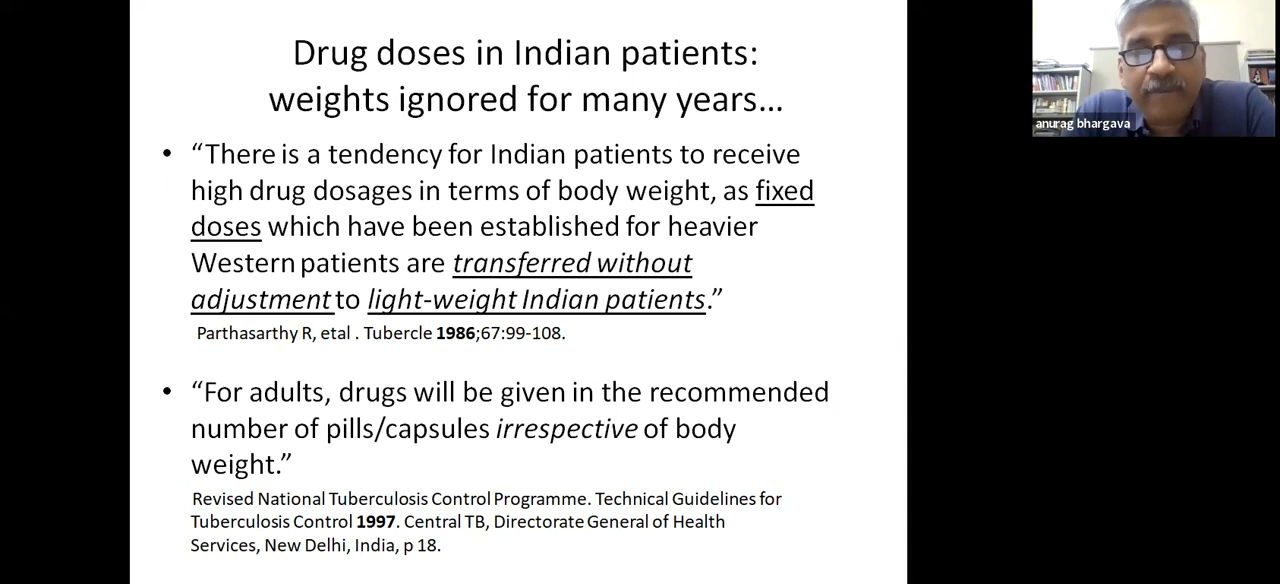 Drug doses in Indian patients:
weights ignored for many years…
• “There is a tendency for Indian patients to receive
high drug dosages in terms of body weight, as fixed
doses which have been established for heavier
Western patients are transferred without
adjustment to light-weight Indian patients.”
Parthasarthy R, etal . Tubercle 1986;67:99-108.
• “For adults, drugs will be given in the recommended
number of pills/capsules irrespective of body
weight.”
Revised National Tuberculosis Control Programme. Technical Guidelines for
Tuberculosis Control 1997. Central TB, Directorate General of Health
Services, New Delhi, India, p 18.
anurag bhargava